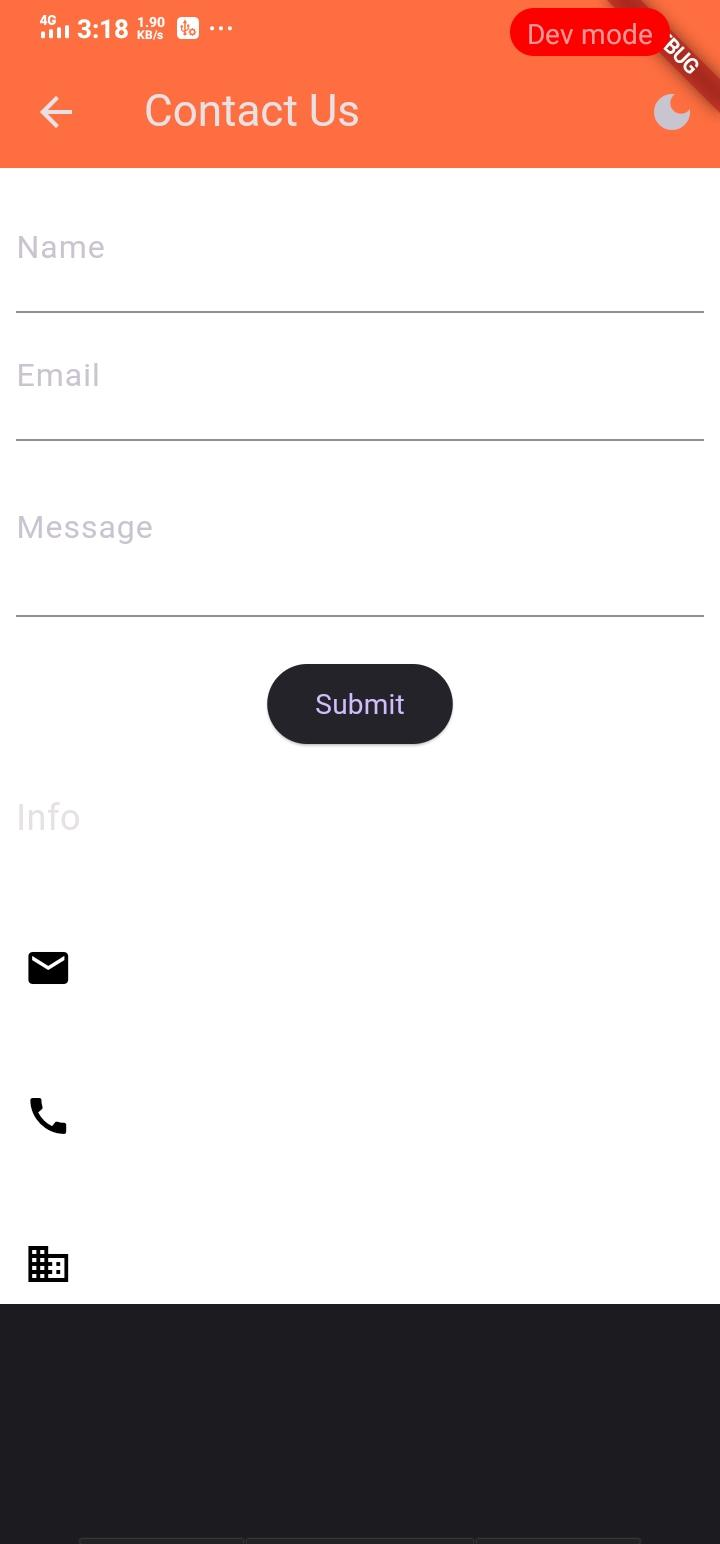 4G 3:18 1.90 KB/s
Dev mode
BUG
Contact Us
Name
Email
Message
Submit
Info